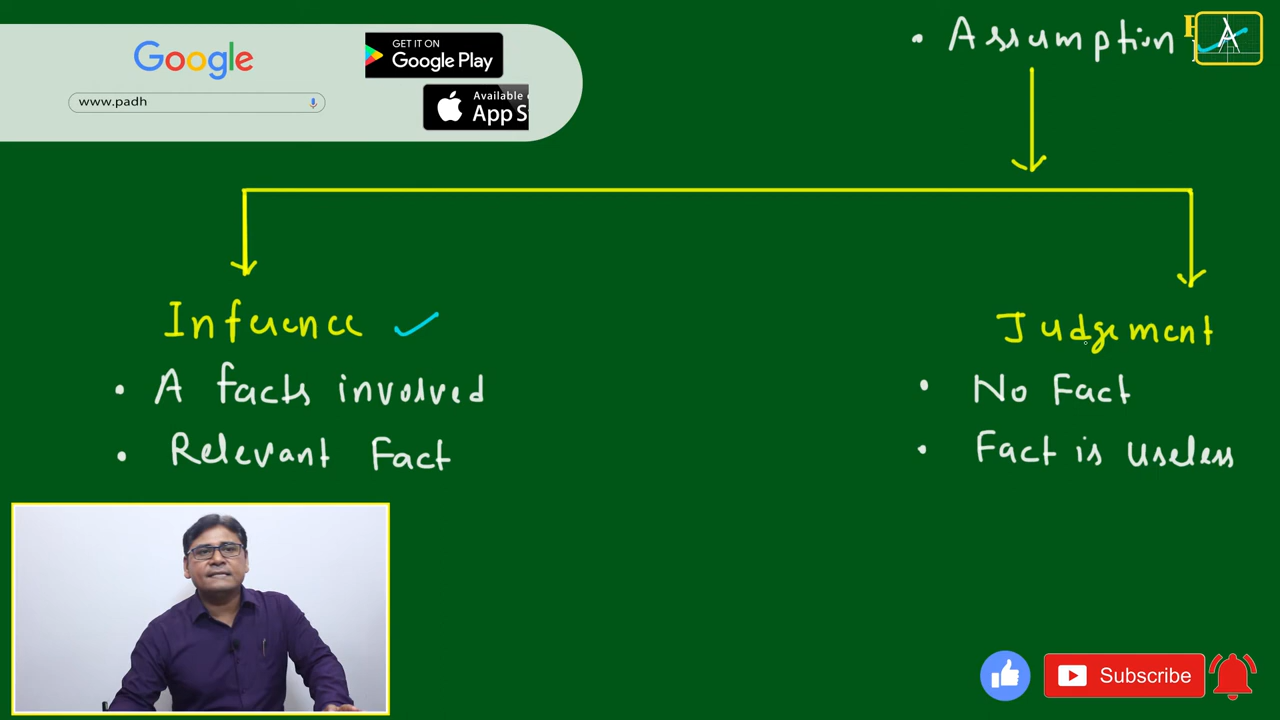 Google
www.padh
GET IT ON
Google Play
Available
App S
• Assumption
A
Inference
• A facts involved
• Relevant Fact
Judgement
• No Fact
• Fact is useless
Subscribe